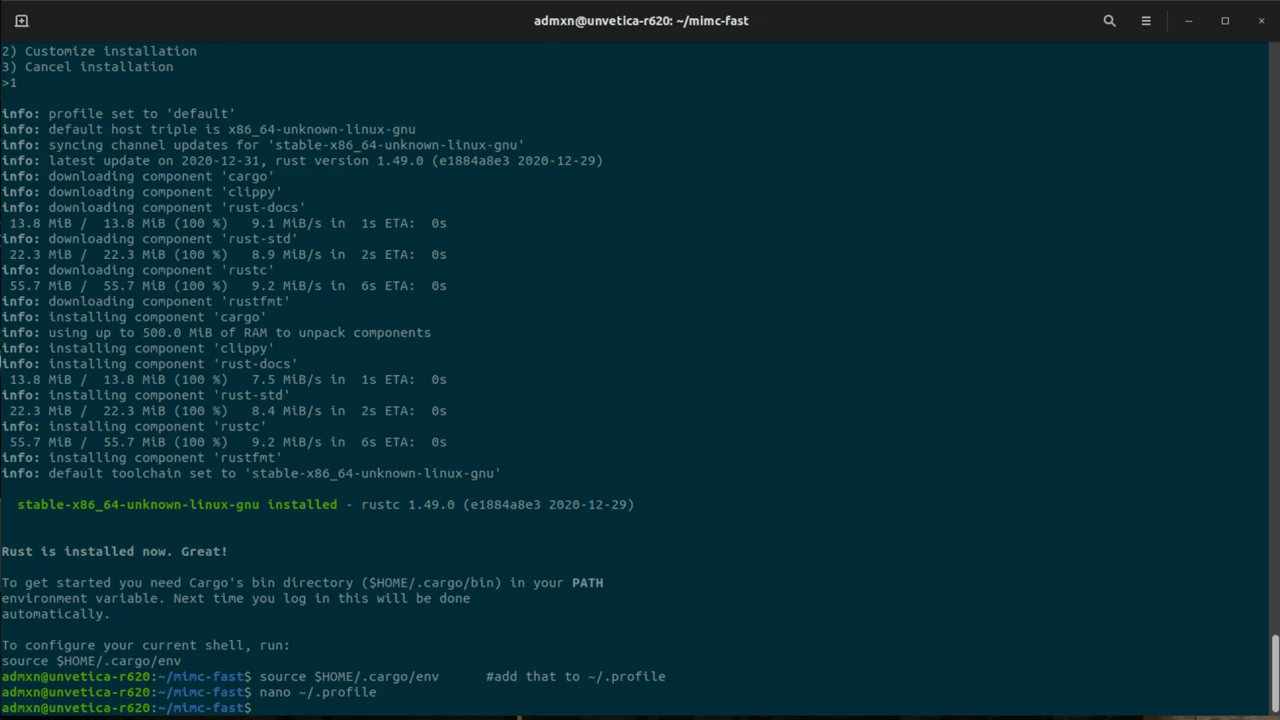 admxn@unvetica-r620: ~/mimc-fast
2) Customize installation
3) Cancel installation
>1
info: profile set to 'default'
info: default host triple is x86_64-unknown-linux-gnu
info: syncing channel updates for 'stable-x86_64-unknown-linux-gnu'
info: latest update on 2020-12-31, rust version 1.49.0 (e1884a8e3 2020-12-29)
info: downloading component 'cargo'
info: downloading component 'clippy'
info: downloading component 'rust-docs'
13.8 MiB /  13.8 MiB (100 %)   9.1 MiB/s in  1s ETA:  0s
info: downloading component 'rust-std'
22.3 MiB /  22.3 MiB (100 %)   8.9 MiB/s in  2s ETA:  0s
info: downloading component 'rustc'
55.7 MiB /  55.7 MiB (100 %)   9.2 MiB/s in  6s ETA:  0s
info: downloading component 'rustfmt'
info: installing component 'cargo'
info: using up to 500.0 MiB of RAM to unpack components
info: installing component 'clippy'
info: installing component 'rust-docs'
13.8 MiB /  13.8 MiB (100 %)   7.5 MiB/s in  1s ETA:  0s
info: installing component 'rust-std'
22.3 MiB /  22.3 MiB (100 %)   8.4 MiB/s in  2s ETA:  0s
info: installing component 'rustc'
55.7 MiB /  55.7 MiB (100 %)   9.2 MiB/s in  6s ETA:  0s
info: installing component 'rustfmt'
info: default toolchain set to 'stable-x86_64-unknown-linux-gnu'
stable-x86_64-unknown-linux-gnu installed - rustc 1.49.0 (e1884a8e3 2020-12-29)
Rust is installed now. Great!
To get started you need Cargo's bin directory ($HOME/.cargo/bin) in your PATH
environment variable. Next time you log in this will be done
automatically.
To configure your current shell, run:
source $HOME/.cargo/env
admxn@unvetica-r620:~/mimc-fast$ source $HOME/.cargo/env      #add that to ~/.profile
admxn@unvetica-r620:~/mimc-fast$ nano ~/.profile
admxn@unvetica-r620:~/mimc-fast$